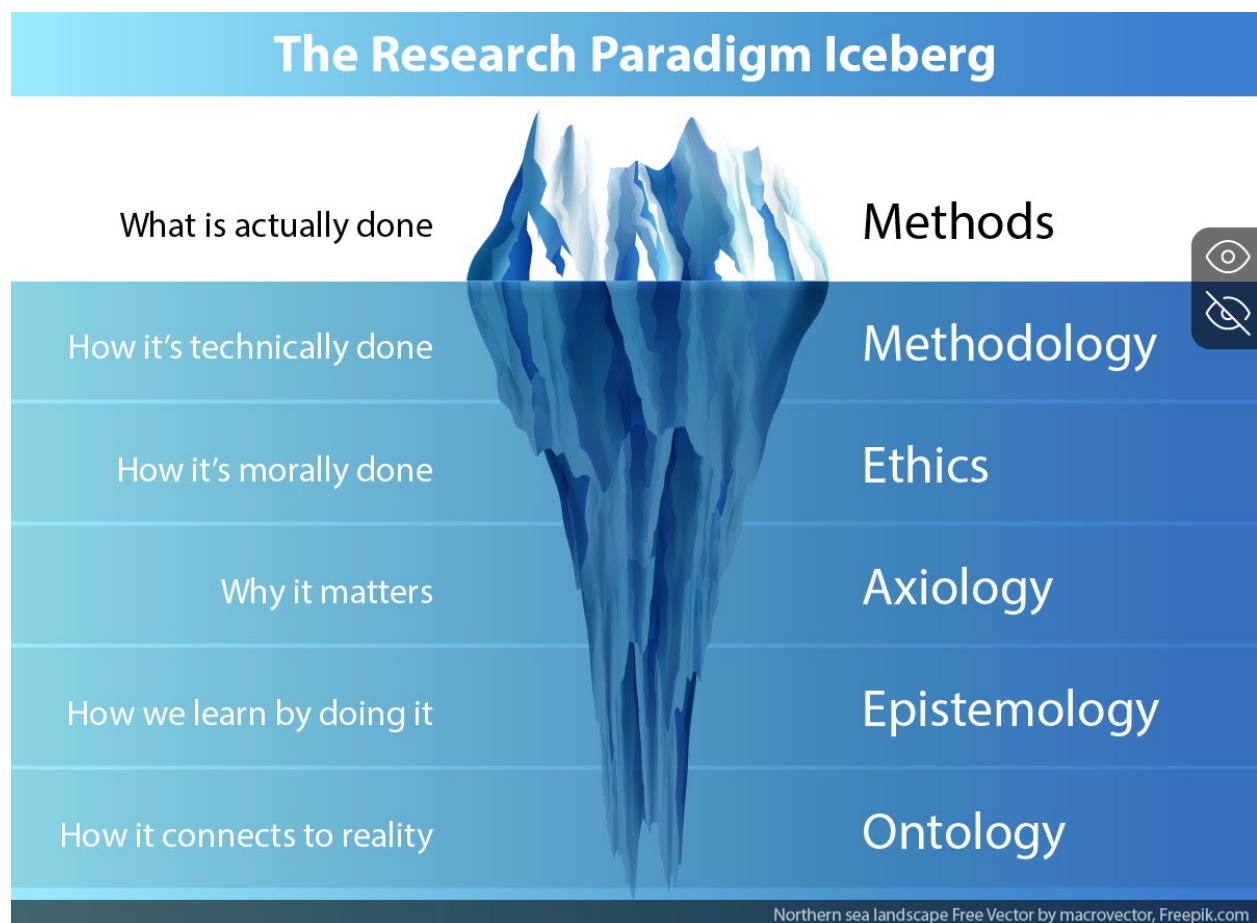 The Research Paradigm Iceberg
What is actually done
Methods
How it’s technically done
Methodology
How it’s morally done
Ethics
Why it matters
Axiology
How we learn by doing it
Epistemology
How it connects to reality
Ontology
Northern sea landscape Free Vector by macrovector, Freepik.com